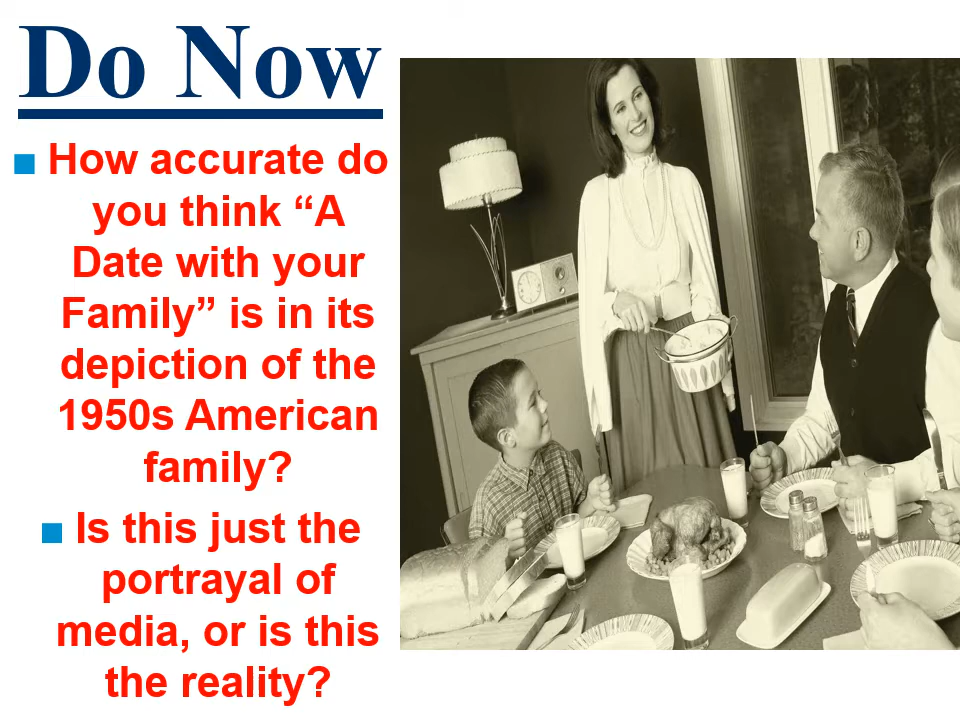 Do Now
■ How accurate do
you think “A
Date with your
Family” is in its
depiction of the
1950s American
family?
■ Is this just the
portrayal of
media, or is this
the reality?